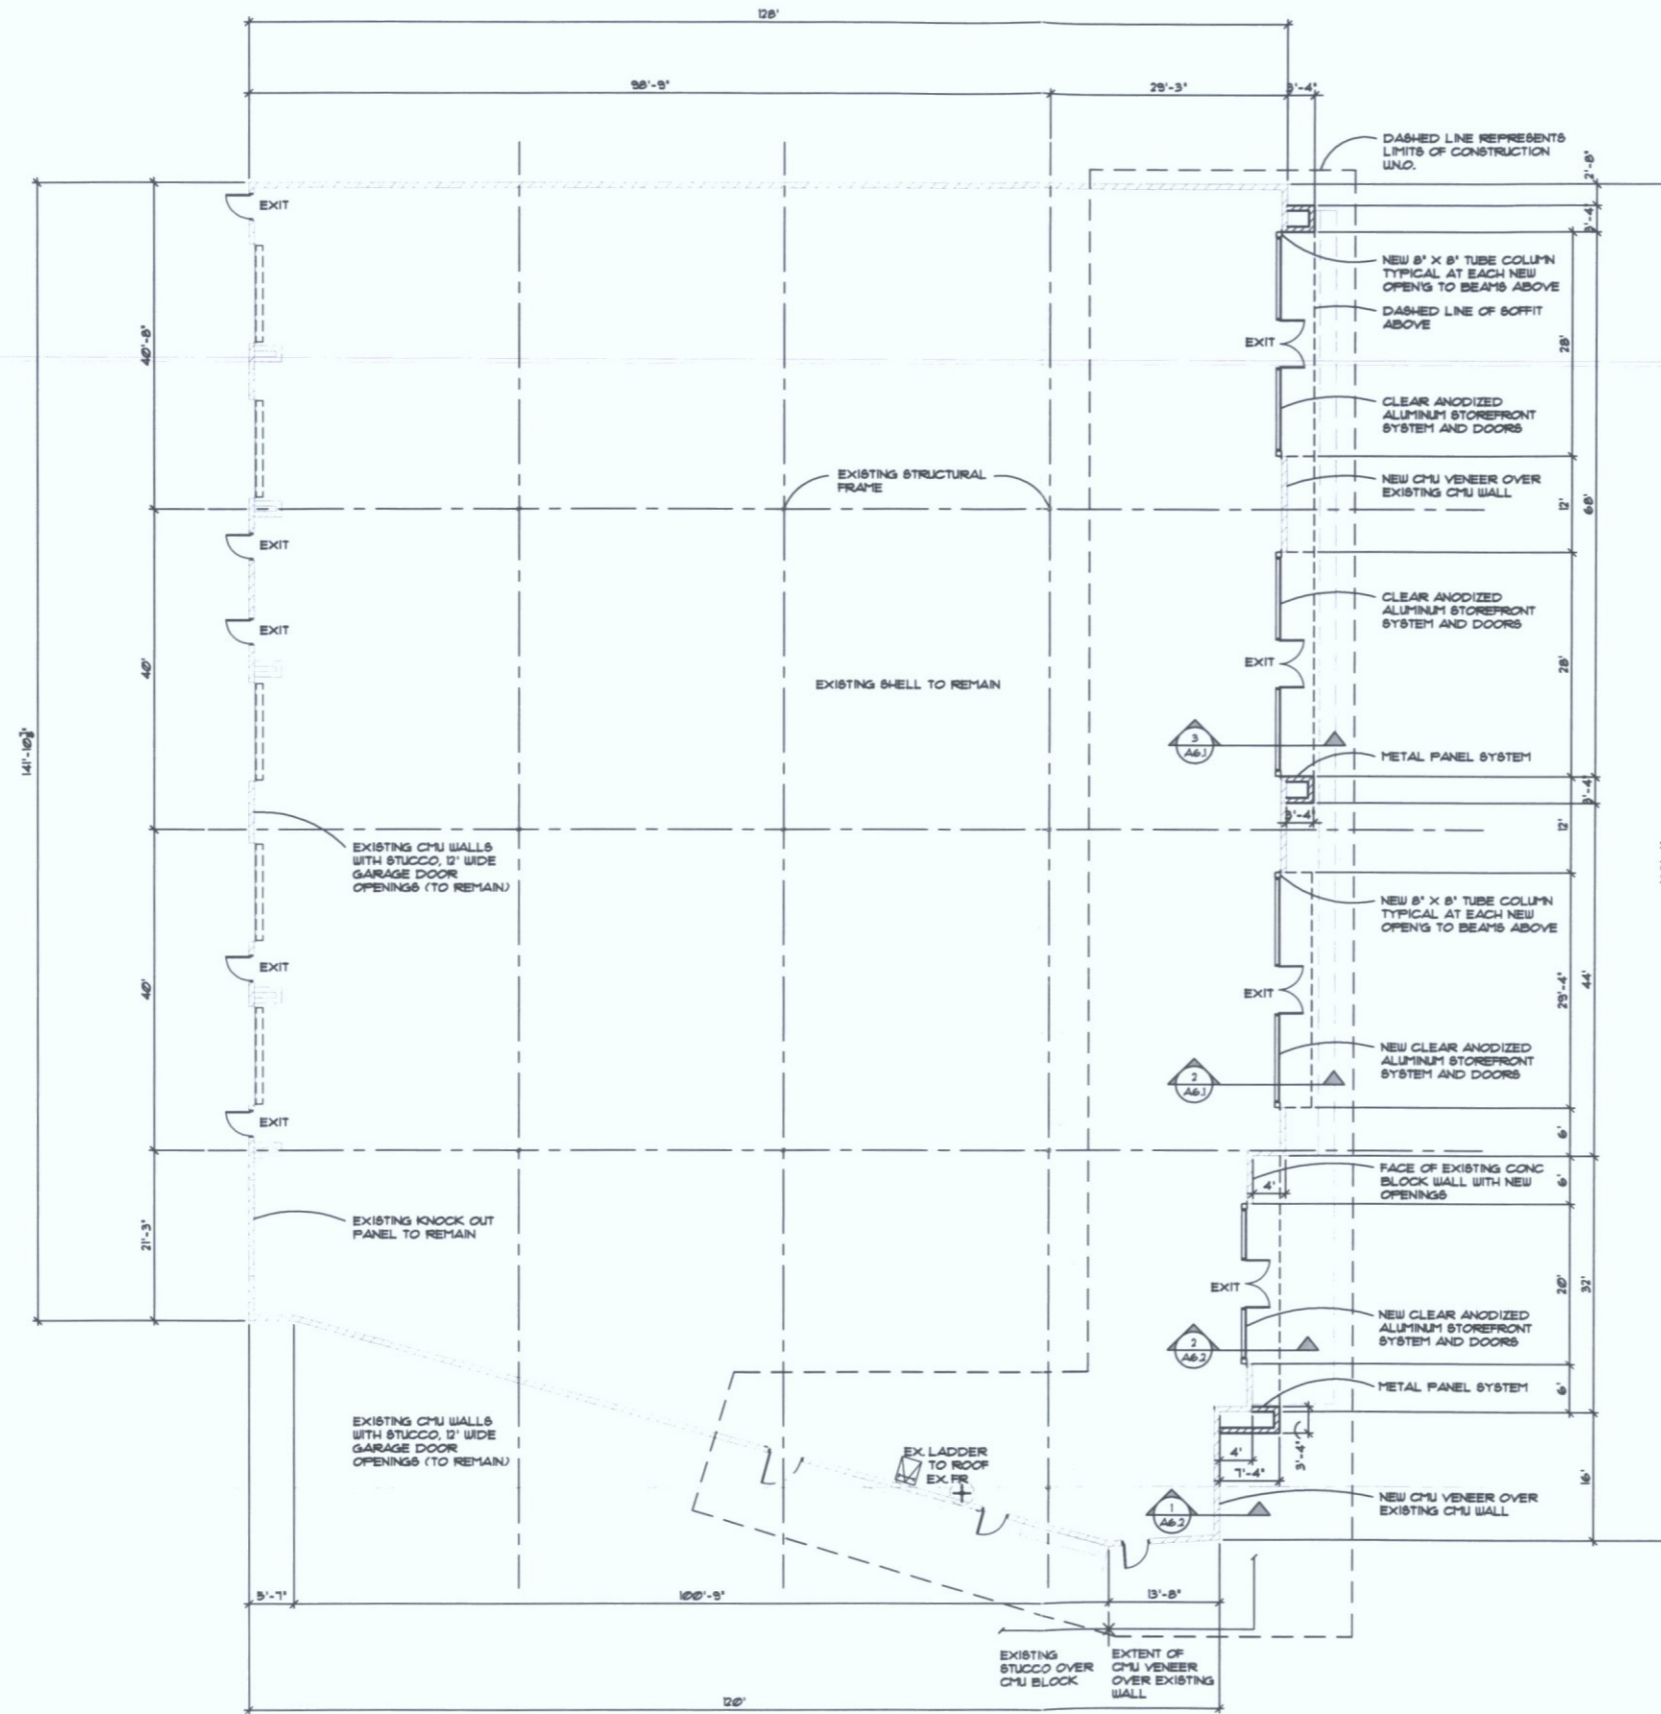 128'
98'-9"
29'-3"
3'-4"
DASHED LINE REPRESENTS
LIMITS OF CONSTRUCTION
U.N.O.
2'-8"
3'-4"
EXIT
NEW 8" X 8" TUBE COLUMN
TYPICAL AT EACH NEW
OPEN'G TO BEAMS ABOVE
DASHED LINE OF SOFFIT
ABOVE
40'-8"
EXIT
28'
CLEAR ANODIZED
ALUMINUM STOREFRONT
SYSTEM AND DOORS
EXISTING STRUCTURAL
FRAME
NEW CMU VENEER OVER
EXISTING CMU WALL
12'
68'
EXIT
CLEAR ANODIZED
ALUMINUM STOREFRONT
SYSTEM AND DOORS
EXIT
40'
EXISTING SHELL TO REMAIN
EXIT
28'
3
A6.1
METAL PANEL SYSTEM
3'-4"
3'-4"
12'
EXISTING CMU WALLS
WITH STUCCO, 12' WIDE
GARAGE DOOR
OPENINGS (TO REMAIN)
NEW 8" X 8" TUBE COLUMN
TYPICAL AT EACH NEW
OPEN'G TO BEAMS ABOVE
EXIT
40'
EXIT
29'-4"
44'
NEW CLEAR ANODIZED
ALUMINUM STOREFRONT
SYSTEM AND DOORS
2
A6.1
EXIT
6'
FACE OF EXISTING CONC
BLOCK WALL WITH NEW
OPENINGS
4'
6'
EXISTING KNOCK OUT
PANEL TO REMAIN
21'-3"
EXIT
20'
32'
NEW CLEAR ANODIZED
ALUMINUM STOREFRONT
SYSTEM AND DOORS
2
A6.2
METAL PANEL SYSTEM
6'
EXISTING CMU WALLS
WITH STUCCO, 12' WIDE
GARAGE DOOR
OPENINGS (TO REMAIN)
EX. LADDER
TO ROOF
EX. FR
4'
7'-4"
3'-4"
16'
1
A6.2
NEW CMU VENEER OVER
EXISTING CMU WALL
5'-7"
100'-9"
13'-8"
EXISTING
STUCCO OVER
CMU BLOCK
EXTENT OF
CMU VENEER
OVER EXISTING
WALL
120'